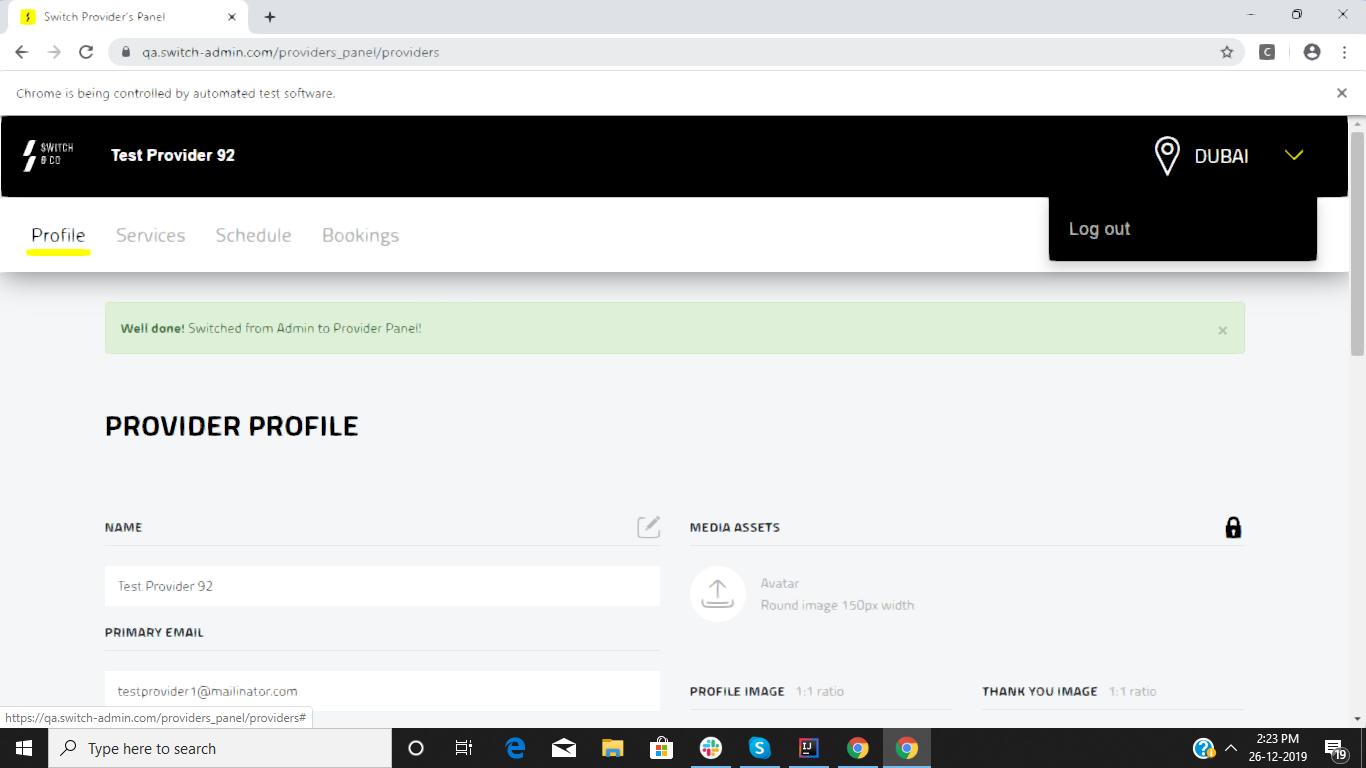 Switch Provider's Panel
qa.switch-admin.com/providers_panel/providers
C
Chrome is being controlled by automated test software.
SWITCH
& CO
Test Provider 92
DUBAI
Profile
Services
Schedule
Bookings
Log out
Well done! Switched from Admin to Provider Panel!
PROVIDER PROFILE
NAME
MEDIA ASSETS
Test Provider 92
Avatar
Round image 150px width
PRIMARY EMAIL
testprovider1@mailinator.com
PROFILE IMAGE 1:1 ratio
THANK YOU IMAGE 1:1 ratio
https://qa.switch-admin.com/providers_panel/providers#
Type here to search
2:23 PM
26-12-2019
19